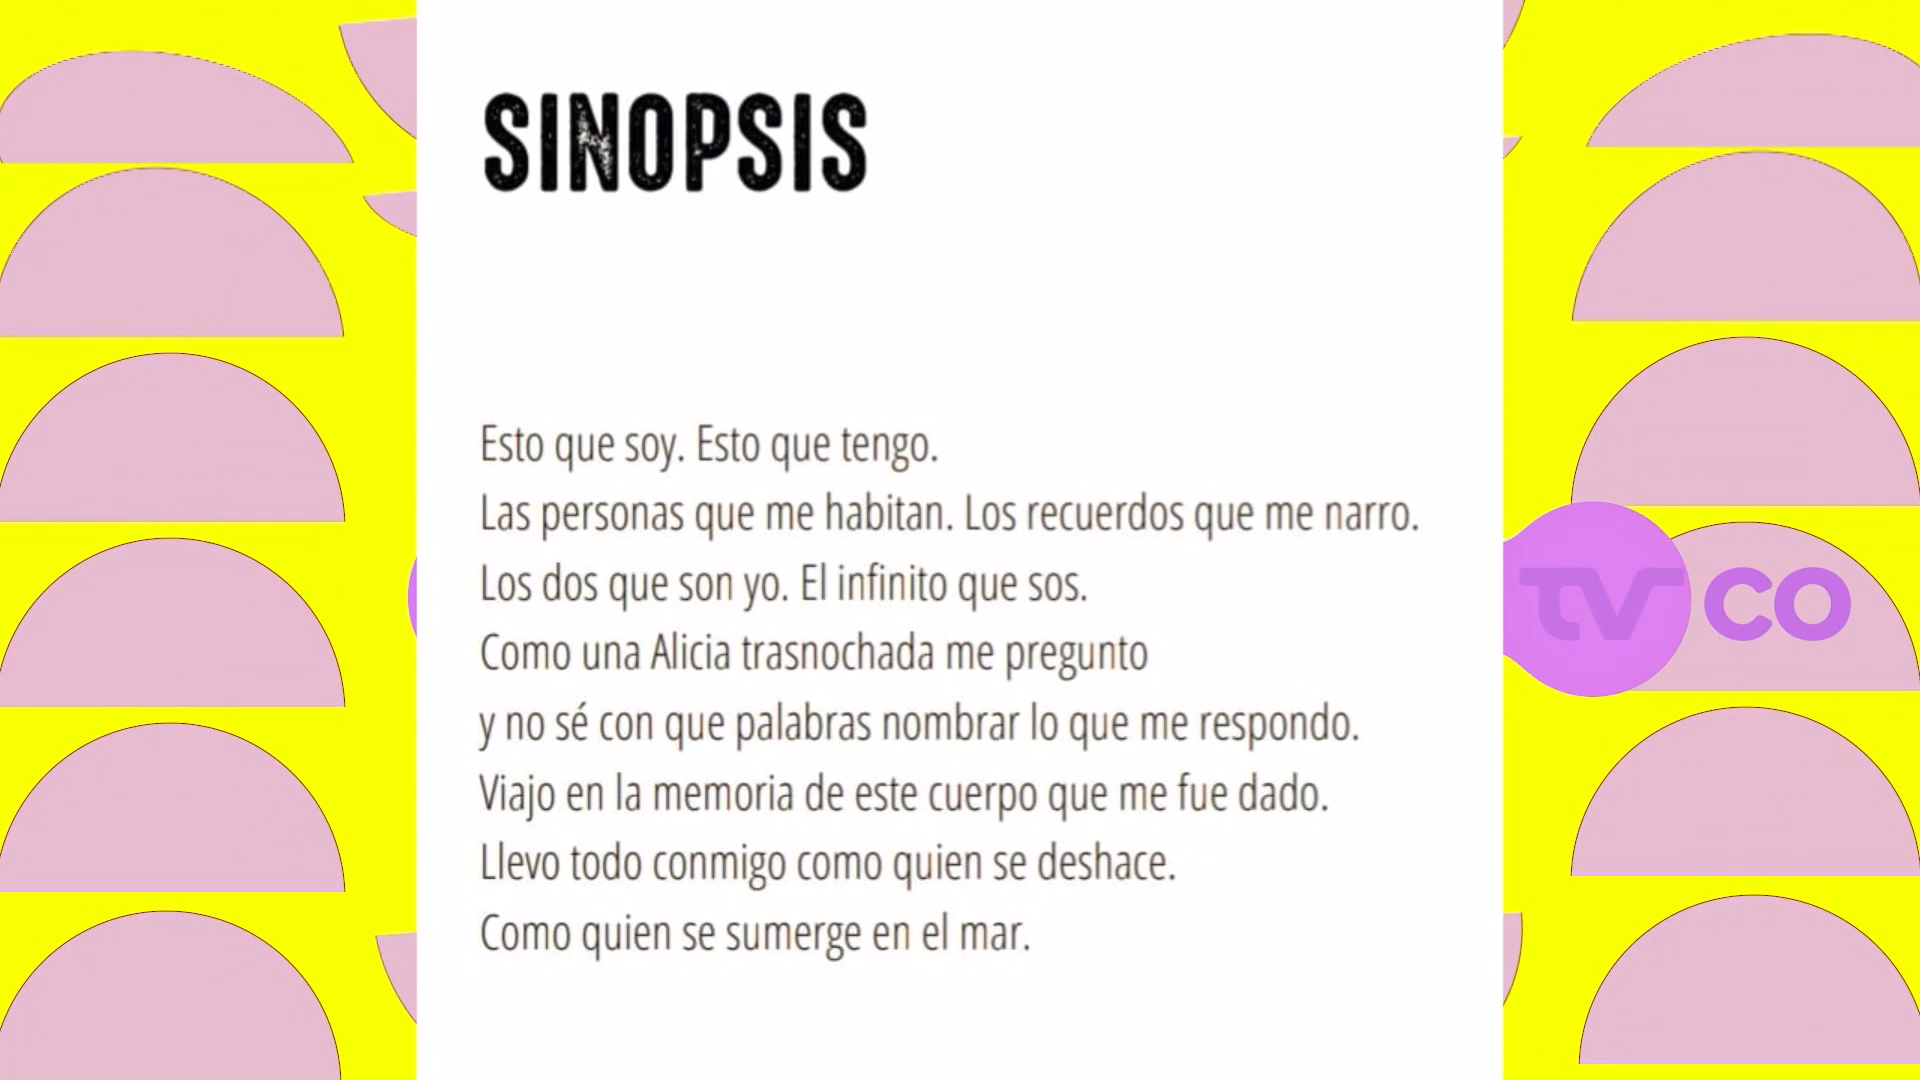 SINOPSIS
Esto que soy. Esto que tengo.
Las personas que me habitan. Los recuerdos que me narro.
Los dos que son yo. El infinito que sos.
Como una Alicia trasnochada me pregunto
y no sé con que palabras nombrar lo que me respondo.
Viajo en la memoria de este cuerpo que me fue dado.
Llevo todo conmigo como quien se deshace.
Como quien se sumerge en el mar.
tv CO